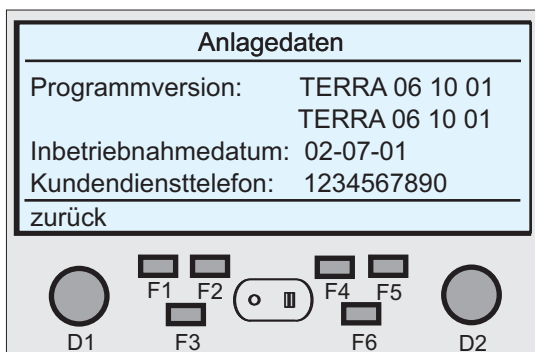 Anlagedaten
Programmversion: TERRA 06 10 01
TERRA 06 10 01
Inbetriebnahmedatum: 02-07-01
Kundendiensttelefon: 1234567890
zurück
F1 F2 F4 F5
D1 F3 F6 D2